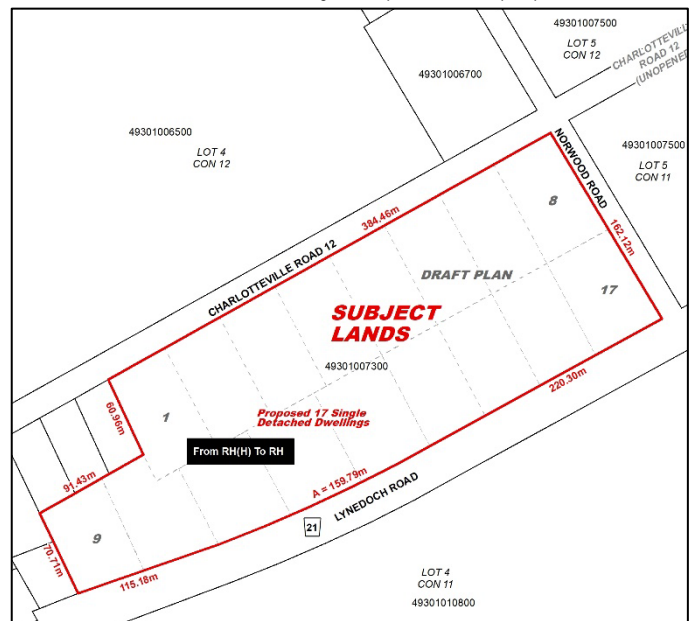 49301007500
LOT 5
CON 12
CHARLOTTEVILLE
ROAD 12
(UNOPENED
49301006700
49301006500
LOT 4
CON 12
49301007500
LOT 5
CON 11
NORWOOD ROAD
384.46m
8
162.12m
CHARLOTTEVILLE ROAD 12
DRAFT PLAN
17
SUBJECT
LANDS
49301007300
220.30m
60.96m
1
Proposed 17 Single
Detached Dwellings
From RH(H) To RH
91.43m
A = 159.79m
LYNEDOCH ROAD
21
9
70.71m
115.18m
LOT 4
CON 11
49301010800